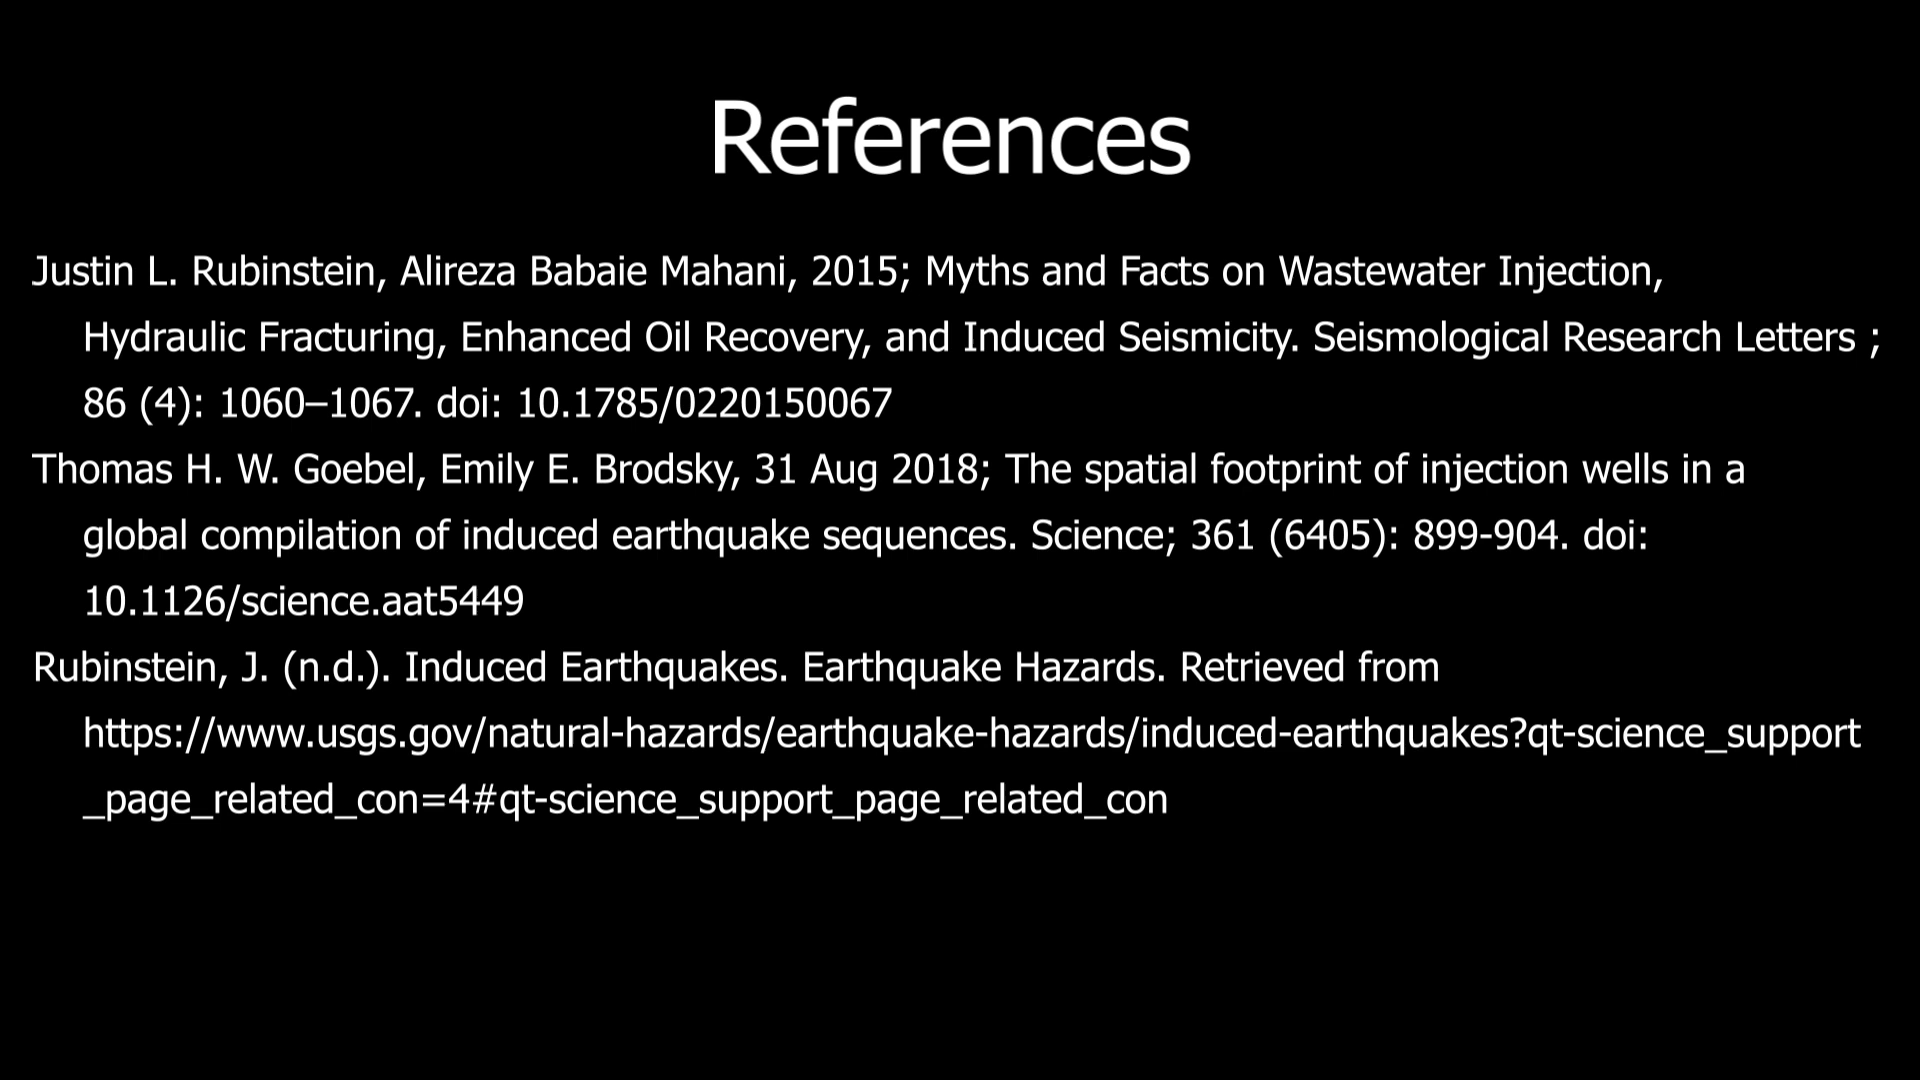 References
Justin L. Rubinstein, Alireza Babaie Mahani, 2015; Myths and Facts on Wastewater Injection,
Hydraulic Fracturing, Enhanced Oil Recovery, and Induced Seismicity. Seismological Research Letters ;
86 (4): 1060–1067. doi: 10.1785/0220150067
Thomas H. W. Goebel, Emily E. Brodsky, 31 Aug 2018; The spatial footprint of injection wells in a
global compilation of induced earthquake sequences. Science; 361 (6405): 899-904. doi:
10.1126/science.aat5449
Rubinstein, J. (n.d.). Induced Earthquakes. Earthquake Hazards. Retrieved from
https://www.usgs.gov/natural-hazards/earthquake-hazards/induced-earthquakes?qt-science_support
_page_related_con=4#qt-science_support_page_related_con